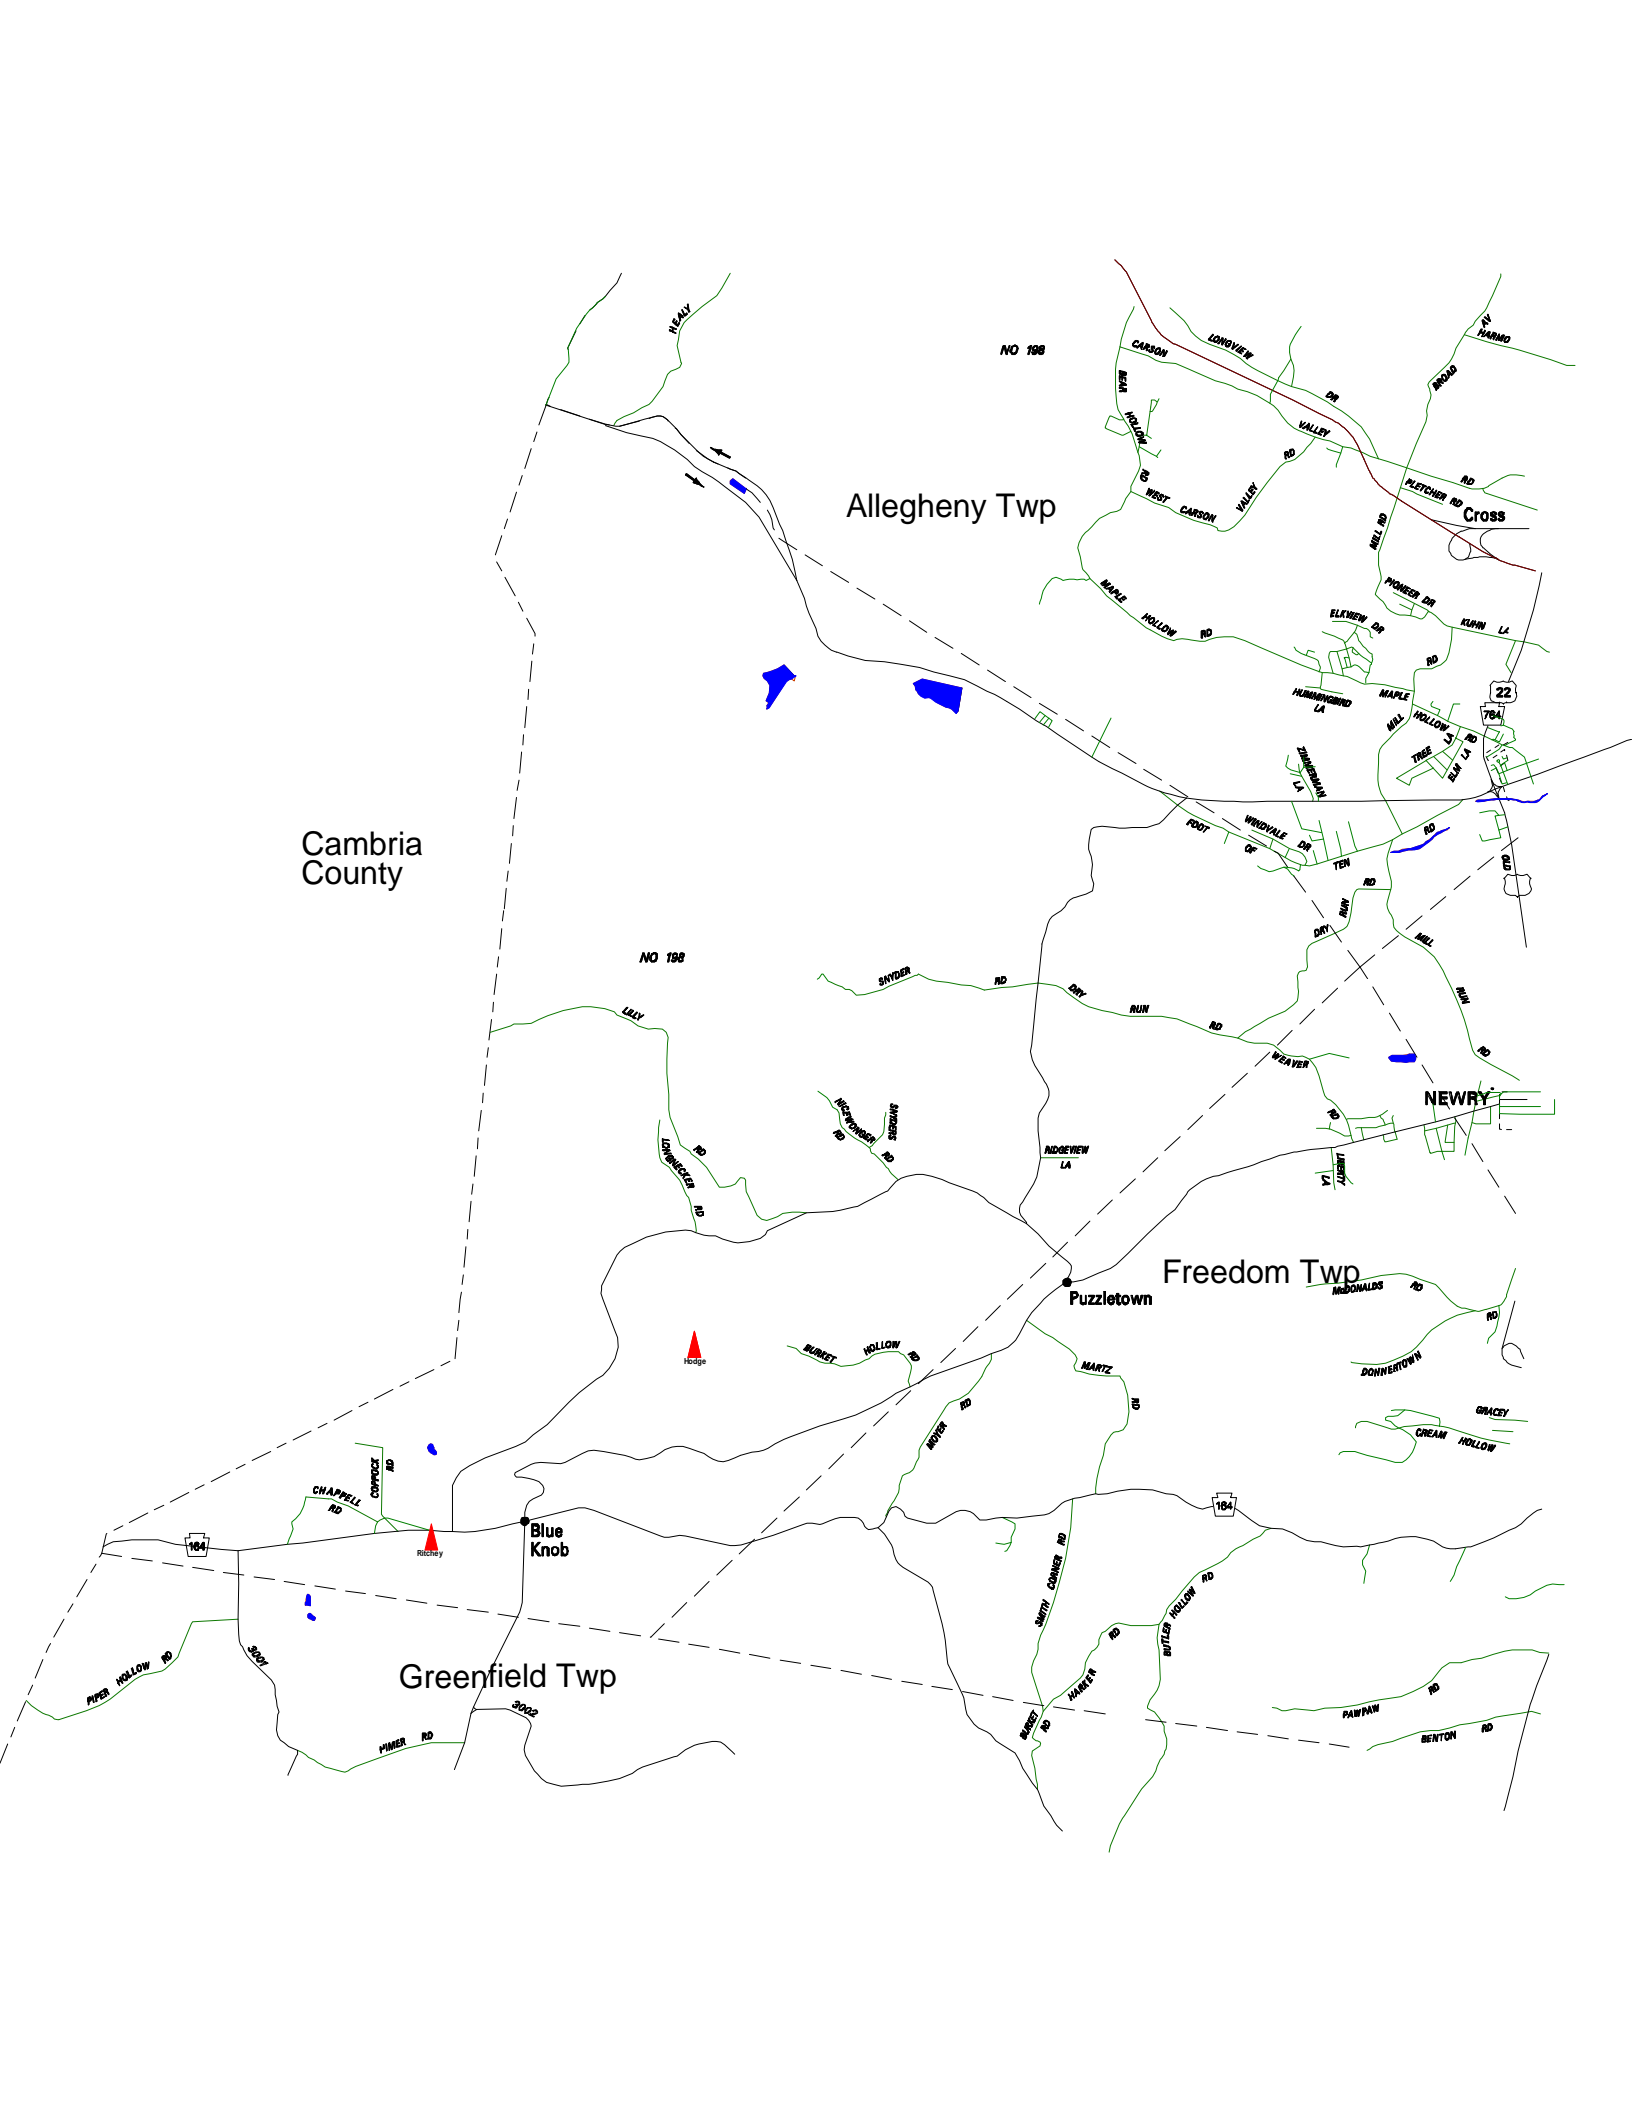 HEALY
NO 198
CARSON
LONGVIEW
DR
AV
HARMO
BROAD
BEAR
HOLLOW
RD
VALLEY
RD
WEST
CARSON
VALLEY
RD
PLETCHER RD
Cross
MILL RD
Allegheny Twp
PIONEER DR
KUHN LA
ELKVIEW DR
MAPLE
HOLLOW
RD
RD
HUMMINGBIRD
LA
MAPLE
HOLLOW
RD
22
764
MILL
TREE
LA
ELM LA
ZIMMERMAN
LA
FOOT
OF
TEN
RD
WINDVALE
DR
OLD
Cambria
County
RD
RUN
DRY
MILL
RUN
RD
NO 198
SNYDER
RD
DRY
RUN
RD
WEAVER
RD
LILLY
RD
NICEWONGER
RD
SNYDERS
RD
NEWRY
RIDGEVIEW
LA
LIBERTY
LA
RD
Freedom Twp
McDONALDS
RD
Puzzletown
RD
DONNERTOWN
Hodge
BURKET
HOLLOW
RD
MARTZ
RD
MOYER
RD
GRACEY
CREAM
HOLLOW
COPPOCK
RD
CHAPPELL
RD
164
164
Ritchey
Blue
Knob
SMITH
CORNER
RD
BUTLER
HOLLOW
RD
HARKER
RD
BURKET
RD
PIPER
HOLLOW
RD
3001
Greenfield Twp
3002
RD
PAWPAW
RD
BENTON
RD